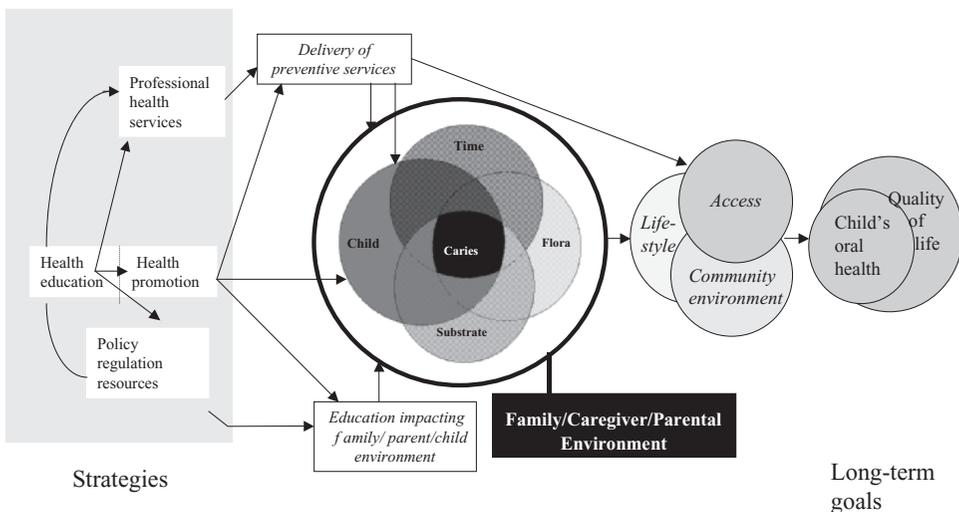 Professional
health
services
Health
education
Health
promotion
Policy
regulation
resources
Strategies
Delivery of
preventive services
Time
Child
Caries
Flora
Substrate
Education impacting
family/ parent/child
environment
Family/Caregiver/Parental
Environment
Life-
style
Access
Community
environment
Child's
oral
health
Quality
of
life
Long-term
goals